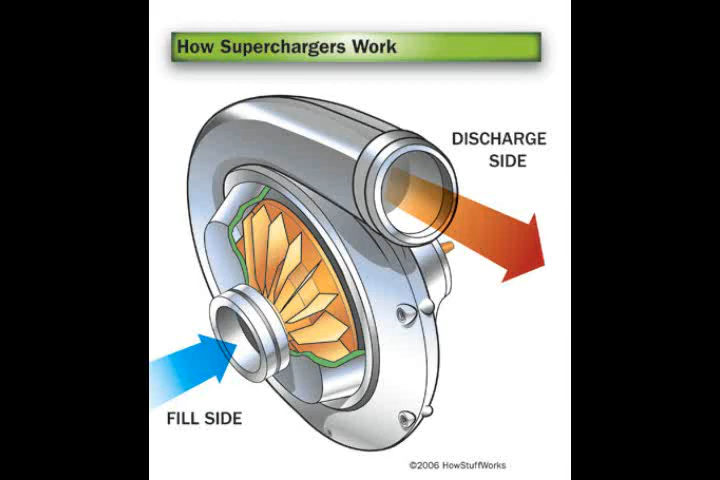 How Superchargers Work
DISCHARGE
SIDE
FILL SIDE
©2006 HowStuffWorks